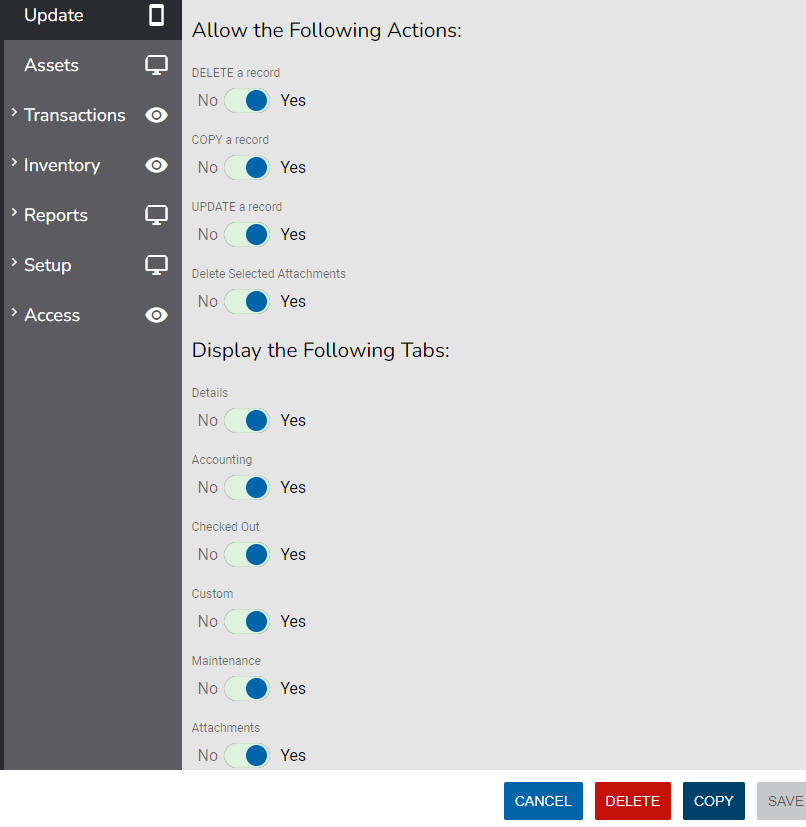 Update
Assets
Transactions
Inventory
Reports
Setup
Access
Allow the Following Actions:
DELETE a record
No Yes
COPY a record
No Yes
UPDATE a record
No Yes
Delete Selected Attachments
No Yes
Display the Following Tabs:
Details
No Yes
Accounting
No Yes
Checked Out
No Yes
Custom
No Yes
Maintenance
No Yes
Attachments
No Yes
CANCEL DELETE COPY SAVE